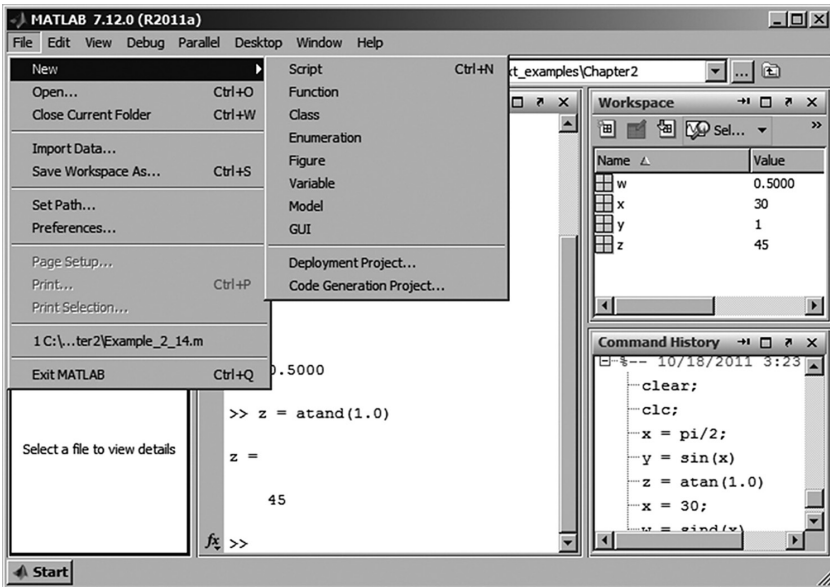 MATLAB 7.12.0 (R2011a)
File Edit View Debug Parallel Desktop Window Help
New
Open... Ctrl+O
Close Current Folder Ctrl+W
Import Data...
Save Workspace As... Ctrl+S
Set Path...
Preferences...
Page Setup...
Print... Ctrl+P
Print Selection...
1 C:\...ter2\Example_2_14.m
Exit MATLAB Ctrl+Q
Script Ctrl+N
Function
Class
Enumeration
Figure
Variable
Model
GUI
Deployment Project...
Code Generation Project...
xt_examples\Chapter2
...
Select a file to view details
0.5000
>> z = atand(1.0)
z =
45
fx >>
Workspace
Sel... »
Name Value
w 0.5000
x 30
y 1
z 45
Command History
%-- 10/18/2011 3:23
clear;
clc;
x = pi/2;
y = sin(x)
z = atan(1.0)
x = 30;
w = sind(x)
Start